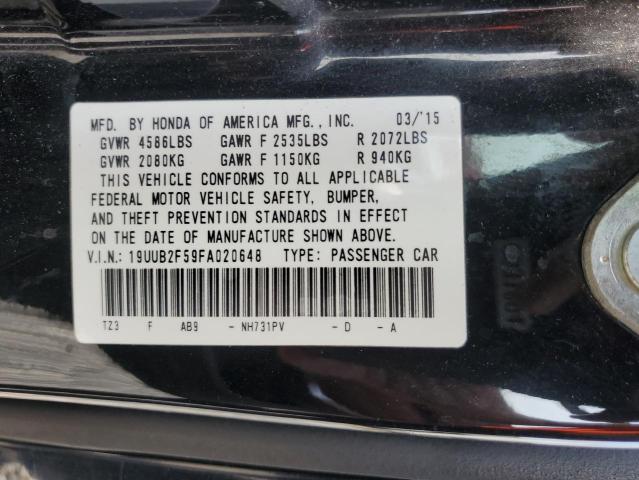 MFD. BY HONDA OF AMERICA MFG., INC. 03/'15
GVWR 4586LBS GAWR F 2535LBS R 2072LBS
GVWR 2080KG GAWR F 1150KG R 940KG
THIS VEHICLE CONFORMS TO ALL APPLICABLE
FEDERAL MOTOR VEHICLE SAFETY, BUMPER,
AND THEFT PREVENTION STANDARDS IN EFFECT
ON THE DATE OF MANUFACTURE SHOWN ABOVE.
V.I.N.: 19UUB2F59FA020648 TYPE: PASSENGER CAR
TZ3 F AB9 - NH731PV - D - A